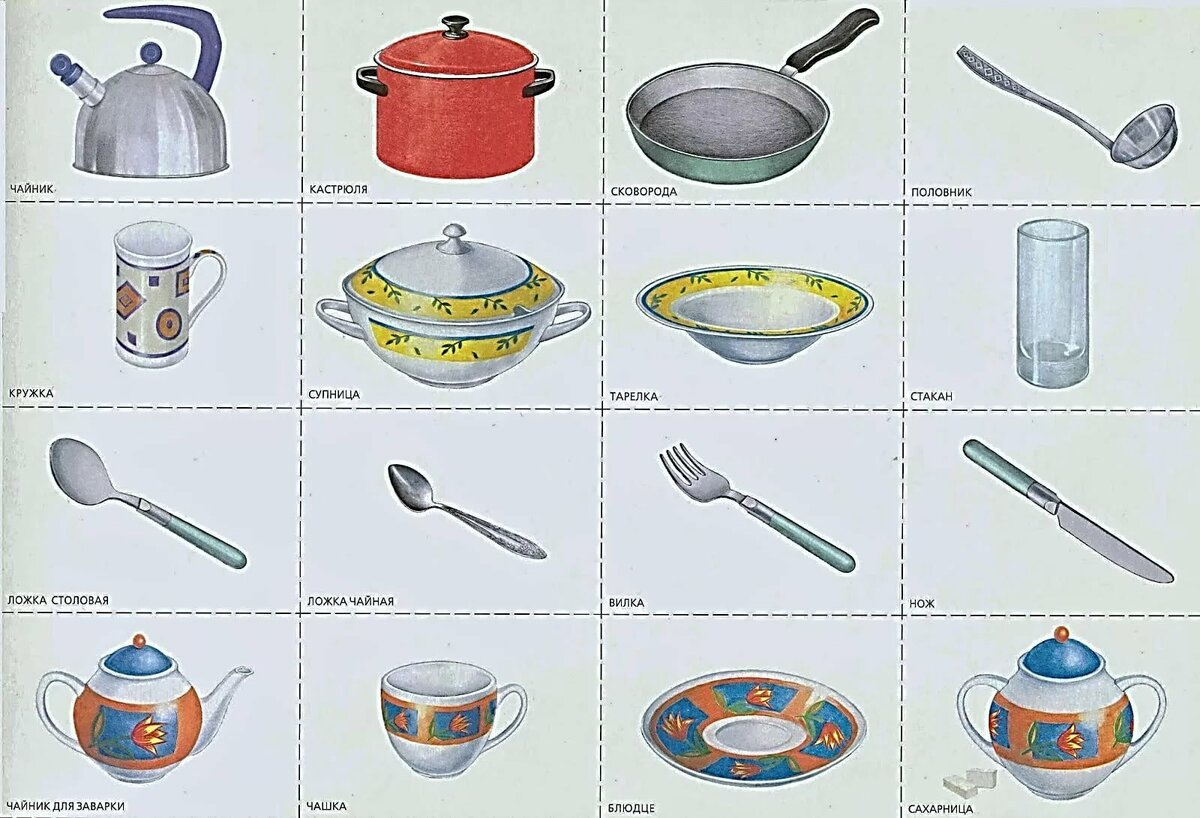 ЧАЙНИК
КАСТРЮЛЯ
СКОВОРОДА
ПОЛОВНИК
КРУЖКА
СУПНИЦА
ТАРЕЛКА
СТАКАН
ЛОЖКА СТОЛОВАЯ
ЛОЖКА ЧАЙНАЯ
ВИЛКА
НОЖ
ЧАЙНИК ДЛЯ ЗАВАРКИ
ЧАШКА
БЛЮДЦЕ
САХАРНИЦА